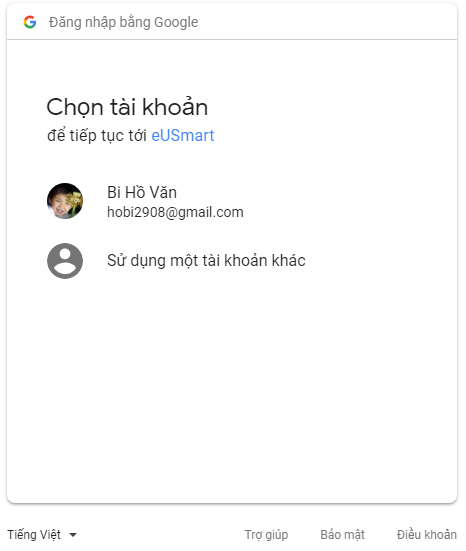 Đăng nhập bằng Google
Chọn tài khoản
để tiếp tục tới eUSmart
Bi Hồ Văn
hobi2908@gmail.com
Sử dụng một tài khoản khác
Tiếng Việt
Trợ giúp
Bảo mật
Điều khoản